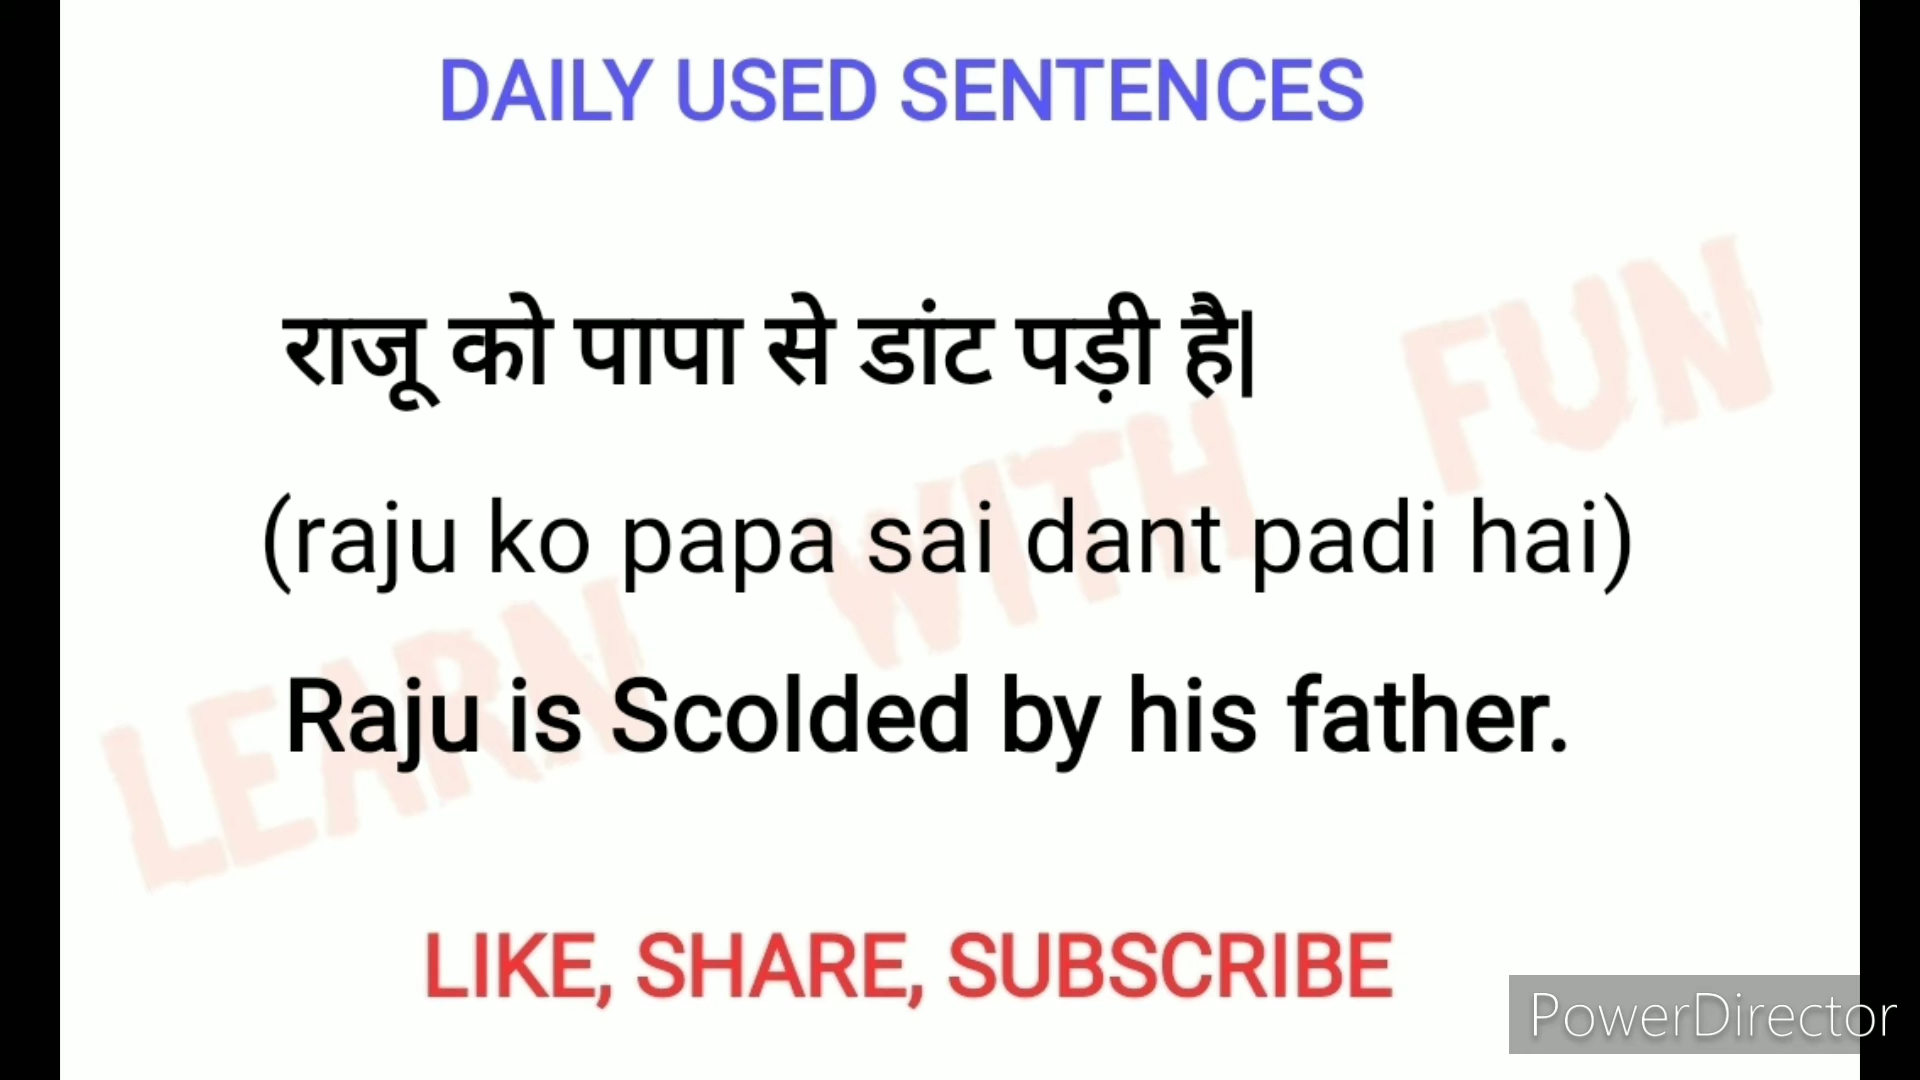 DAILY USED SENTENCES
राजू को पापा से डांट पड़ी है|
(raju ko papa sai dant padi hai)
Raju is Scolded by his father.
LEARN WITH FUN
LIKE, SHARE, SUBSCRIBE
PowerDirector